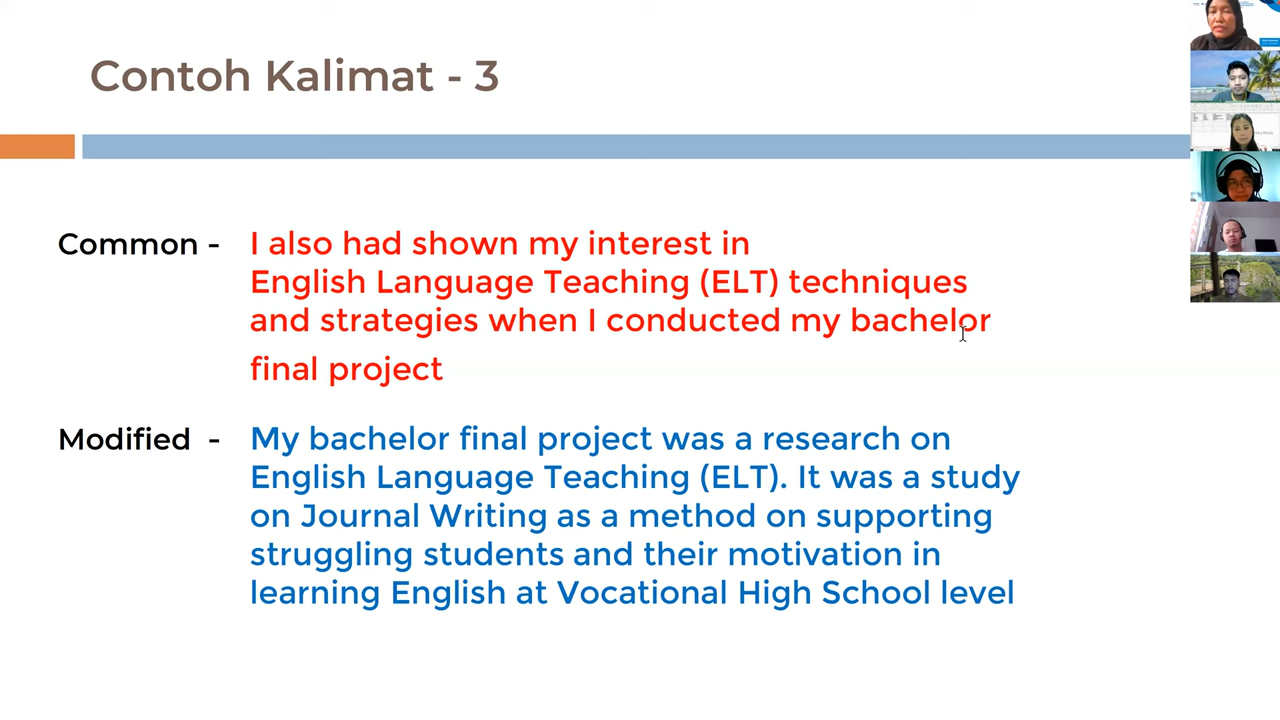 Contoh Kalimat - 3
Common - I also had shown my interest in
English Language Teaching (ELT) techniques
and strategies when I conducted my bachelor
final project
Modified - My bachelor final project was a research on
English Language Teaching (ELT). It was a study
on Journal Writing as a method on supporting
struggling students and their motivation in
learning English at Vocational High School level